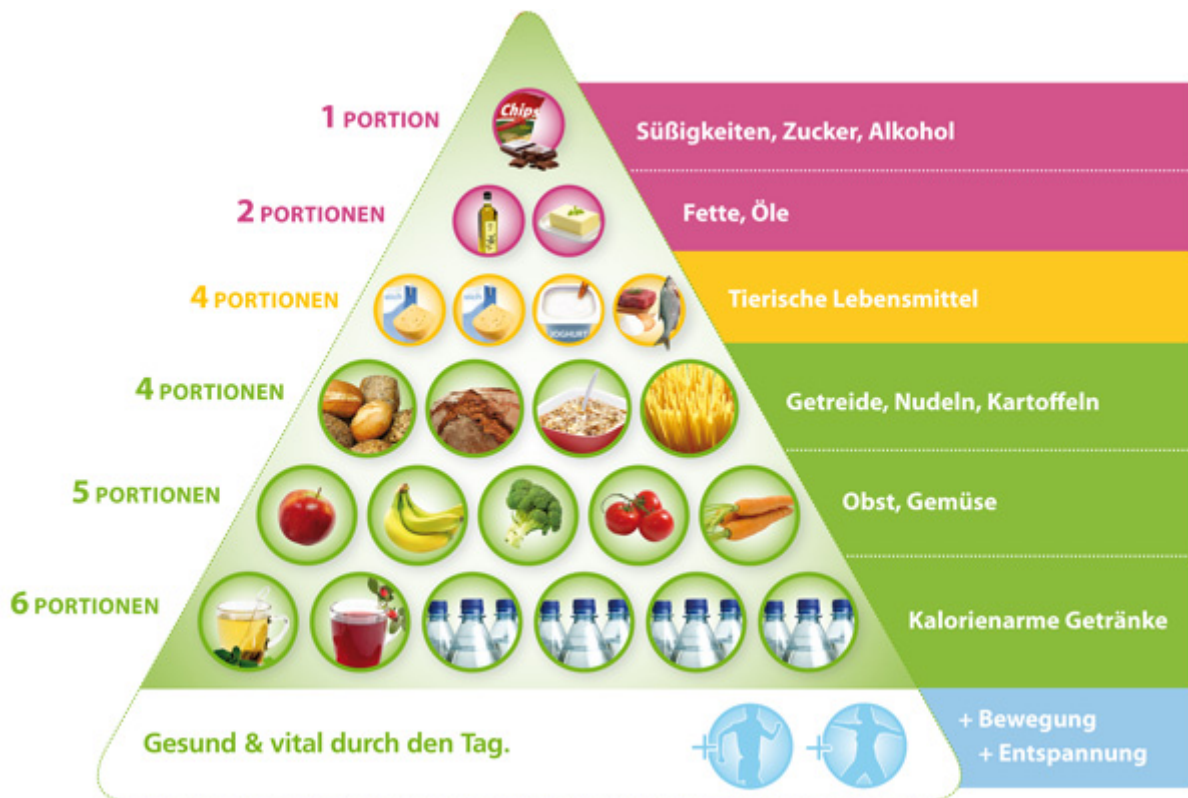 1 PORTION
Chips
Süßigkeiten, Zucker, Alkohol
2 PORTIONEN
Fette, Öle
4 PORTIONEN
JOGHURT
Tierische Lebensmittel
4 PORTIONEN
Getreide, Nudeln, Kartoffeln
5 PORTIONEN
Obst, Gemüse
6 PORTIONEN
Kalorienarme Getränke
Gesund & vital durch den Tag.
+ Bewegung
+ Entspannung